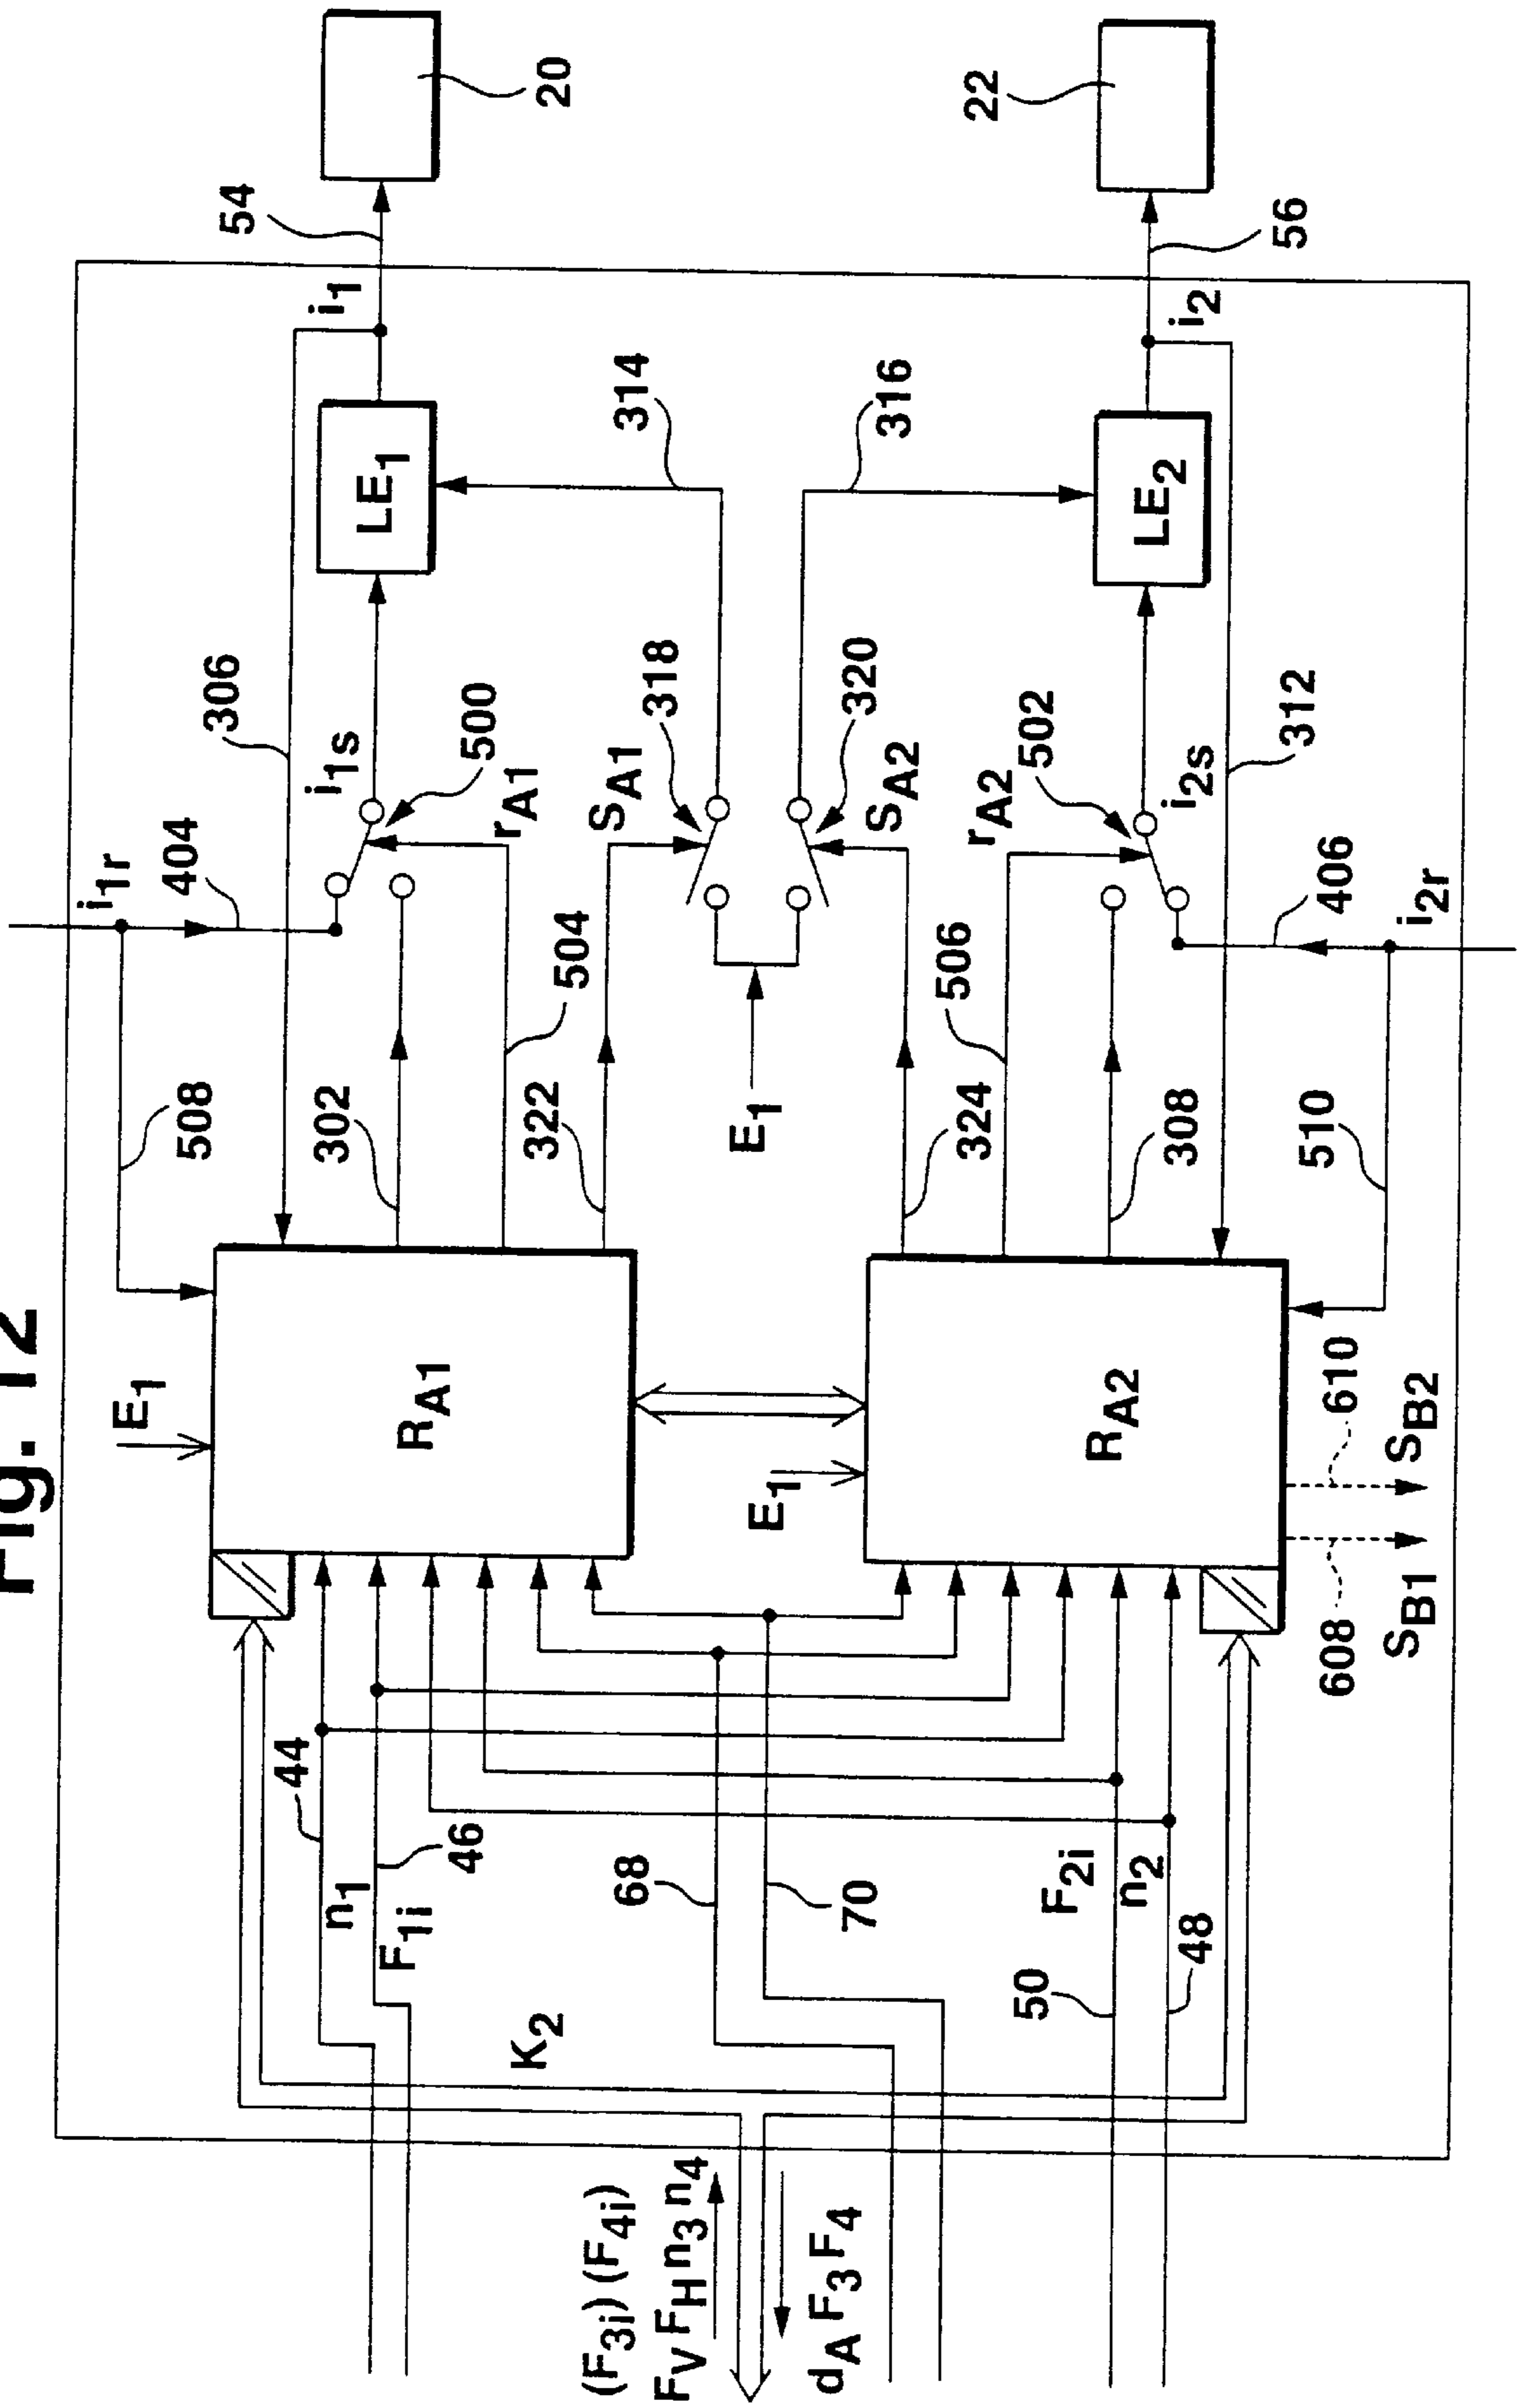 Fig. 12
i1r
404
508
E1
306
i1s
500
rA1
302
504
322
SA1
318
314
LE1
i1
54
20
RA1
44
n1
46
F1i
K2
68
70
E1
E1
(F3i) (F4i)
FV FH n3 n4
dA F3 F4
320
SA2
316
324
506
rA2
502
i2s
308
312
LE2
i2
56
22
RA2
F2i
n2
50
48
510
406
i2r
608
610
SB1
SB2